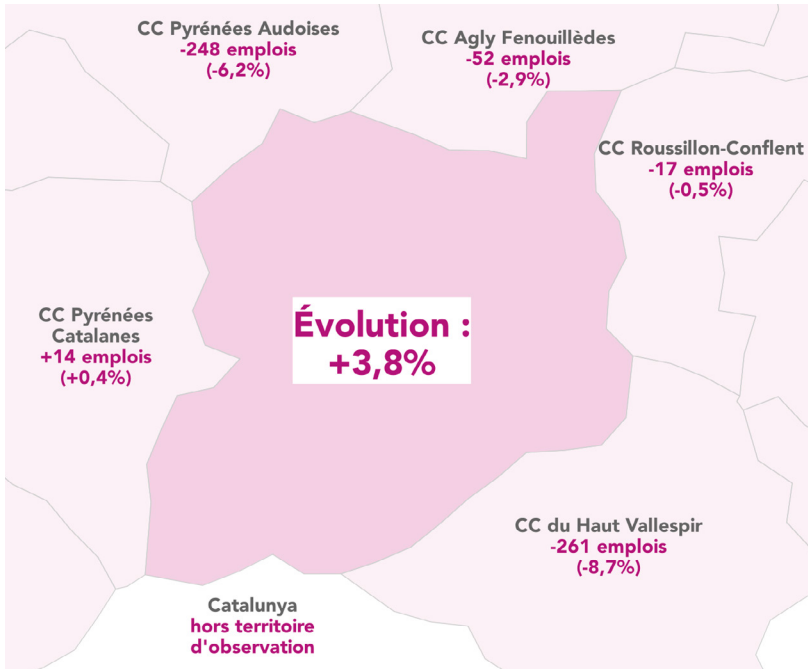 CC Pyrénées Audoises
-248 emplois
(-6,2%)
CC Agly Fenouillèdes
-52 emplois
(-2,9%)
CC Roussillon-Conflent
-17 emplois
(-0,5%)
CC Pyrénées
Catalanes
+14 emplois
(+0,4%)
Évolution :
+3,8%
CC du Haut Vallespir
-261 emplois
(-8,7%)
Catalunya
hors territoire
d'observation